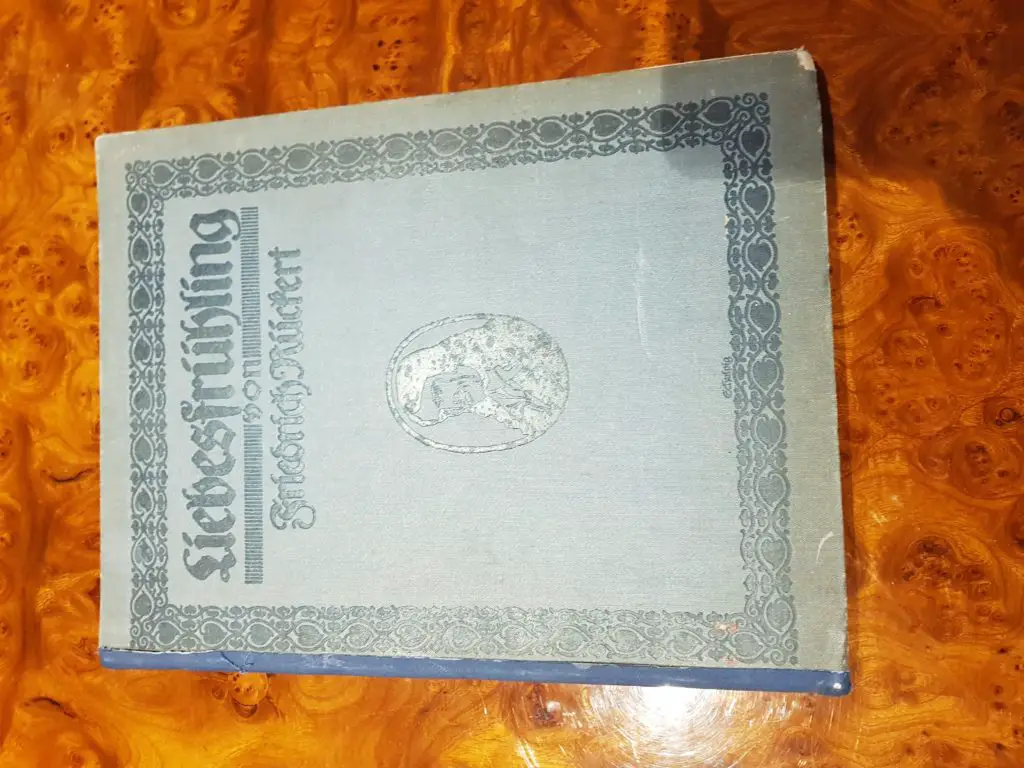 Liebesfrühling
von
Friedrich Rückert